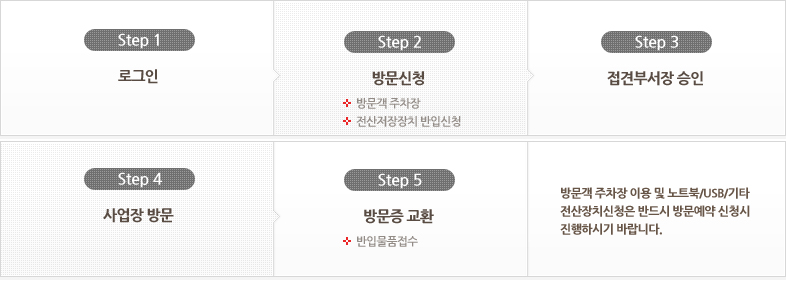 Step 1
로그인
Step 2
방문신청
방문객 주차장
전산저장장치 반입신청
Step 3
접견부서장 승인
Step 4
사업장 방문
Step 5
방문증 교환
반입물품접수
방문객 주차장 이용 및 노트북/USB/기타
전산장치신청은 반드시 방문예약 신청시
진행하시기 바랍니다.